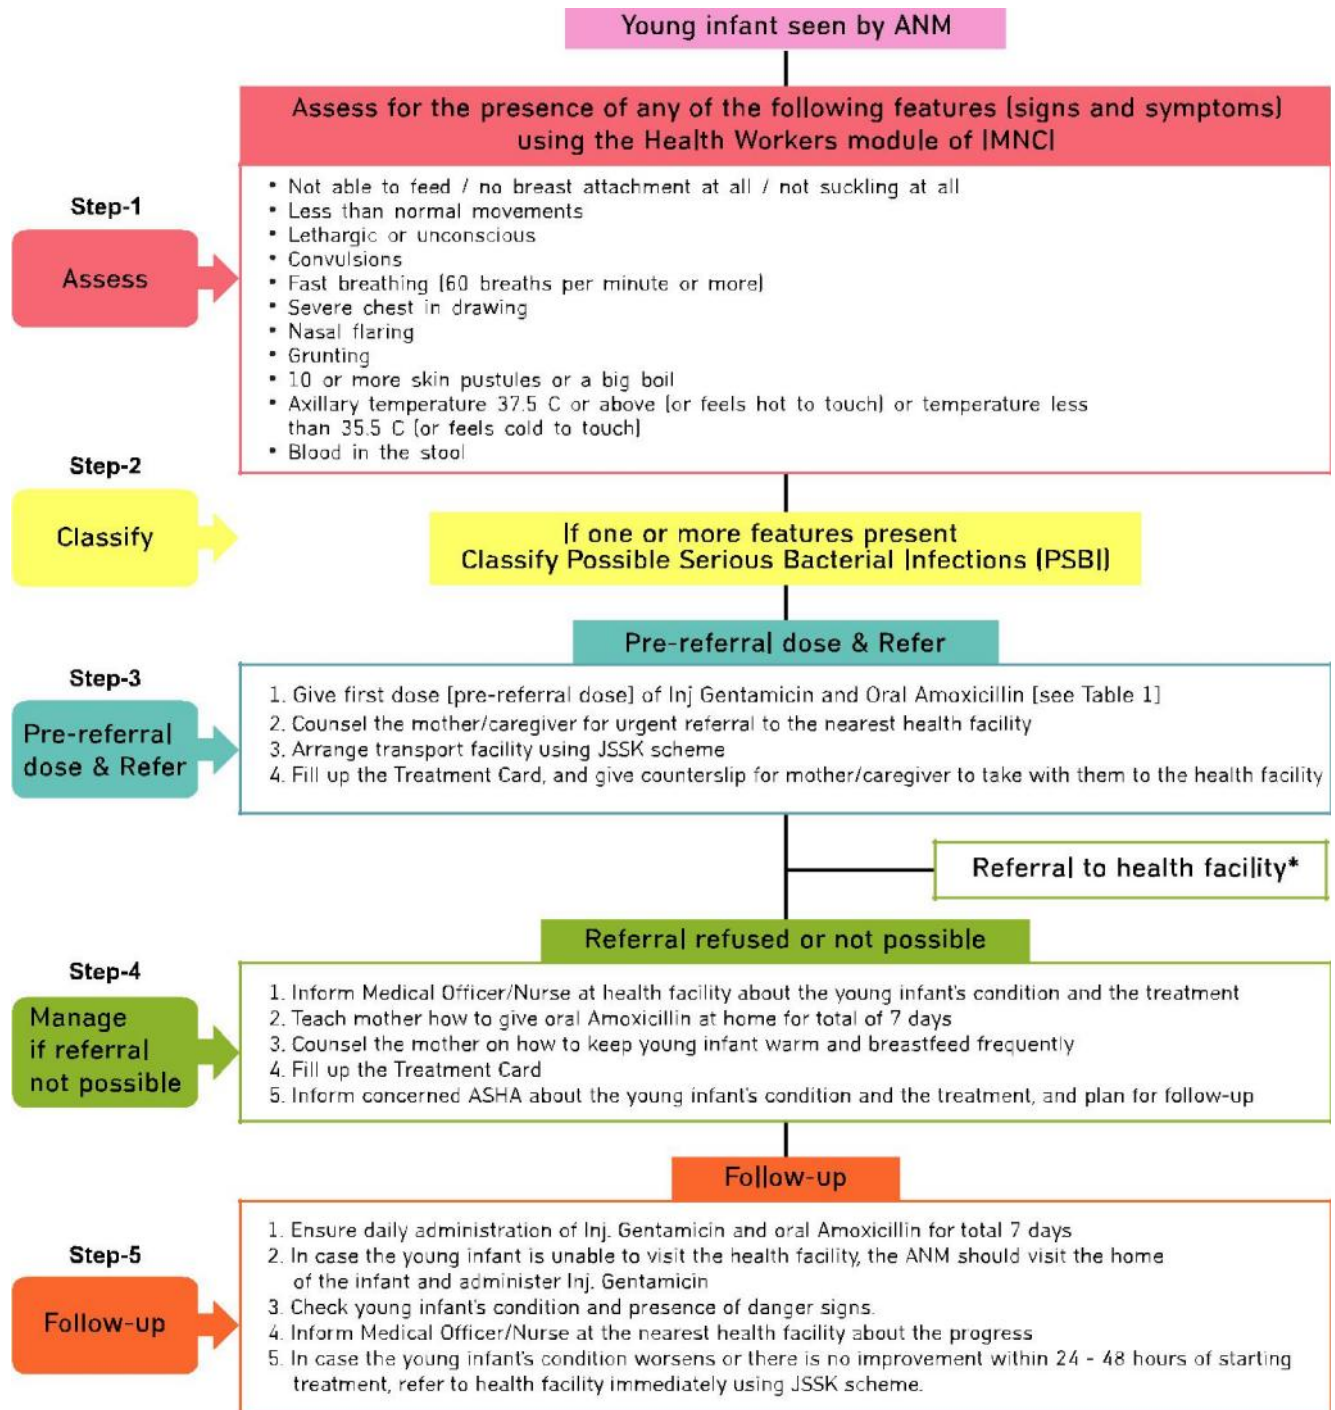 Young infant seen by ANM
Assess for the presence of any of the following features (signs and symptoms)
using the Health Workers module of IMNCI
Step-1
Assess
• Not able to feed / no breast attachment at all / not suckling at all
• Less than normal movements
• Lethargic or unconscious
• Convulsions
• Fast breathing (60 breaths per minute or more)
• Severe chest in drawing
• Nasal flaring
• Grunting
• 10 or more skin pustules or a big boil
• Axillary temperature 37.5 C or above (or feels hot to touch) or temperature less
than 35.5 C (or feels cold to touch)
• Blood in the stool
Step-2
Classify
If one or more features present
Classify Possible Serious Bacterial Infections (PSBI)
Pre-referral dose & Refer
Step-3
Pre-referral
dose & Refer
1. Give first dose [pre-referral dose] of Inj Gentamicin and Oral Amoxicillin [see Table 1]
2. Counsel the mother/caregiver for urgent referral to the nearest health facility
3. Arrange transport facility using JSSK scheme
4. Fill up the Treatment Card, and give counterslip for mother/caregiver to take with them to the health facility
Referral to health facility*
Referral refused or not possible
Step-4
Manage
if referral
not possible
1. Inform Medical Officer/Nurse at health facility about the young infant's condition and the treatment
2. Teach mother how to give oral Amoxicillin at home for total of 7 days
3. Counsel the mother on how to keep young infant warm and breastfeed frequently
4. Fill up the Treatment Card
5. Inform concerned ASHA about the young infant's condition and the treatment, and plan for follow-up
Follow-up
Step-5
Follow-up
1. Ensure daily administration of Inj. Gentamicin and oral Amoxicillin for total 7 days
2. In case the young infant is unable to visit the health facility, the ANM should visit the home
of the infant and administer Inj. Gentamicin
3. Check young infant's condition and presence of danger signs.
4. Inform Medical Officer/Nurse at the nearest health facility about the progress
5. In case the young infant's condition worsens or there is no improvement within 24 - 48 hours of starting
treatment, refer to health facility immediately using JSSK scheme.